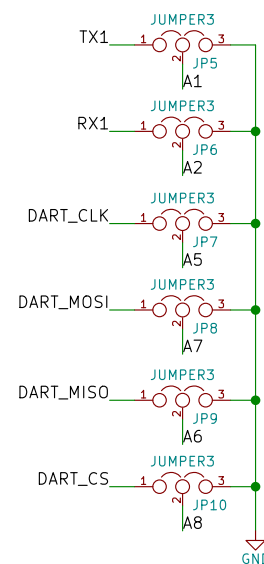 JUMPER3
TX1 1 3
2 JP5
A1
JUMPER3
RX1 1 3
2 JP6
A2
JUMPER3
DART_CLK 1 3
2 JP7
A5
JUMPER3
DART_MOSI 1 3
2 JP8
A7
JUMPER3
DART_MISO 1 3
2 JP9
A6
JUMPER3
DART_CS 1 3
2 JP10
A8
GND